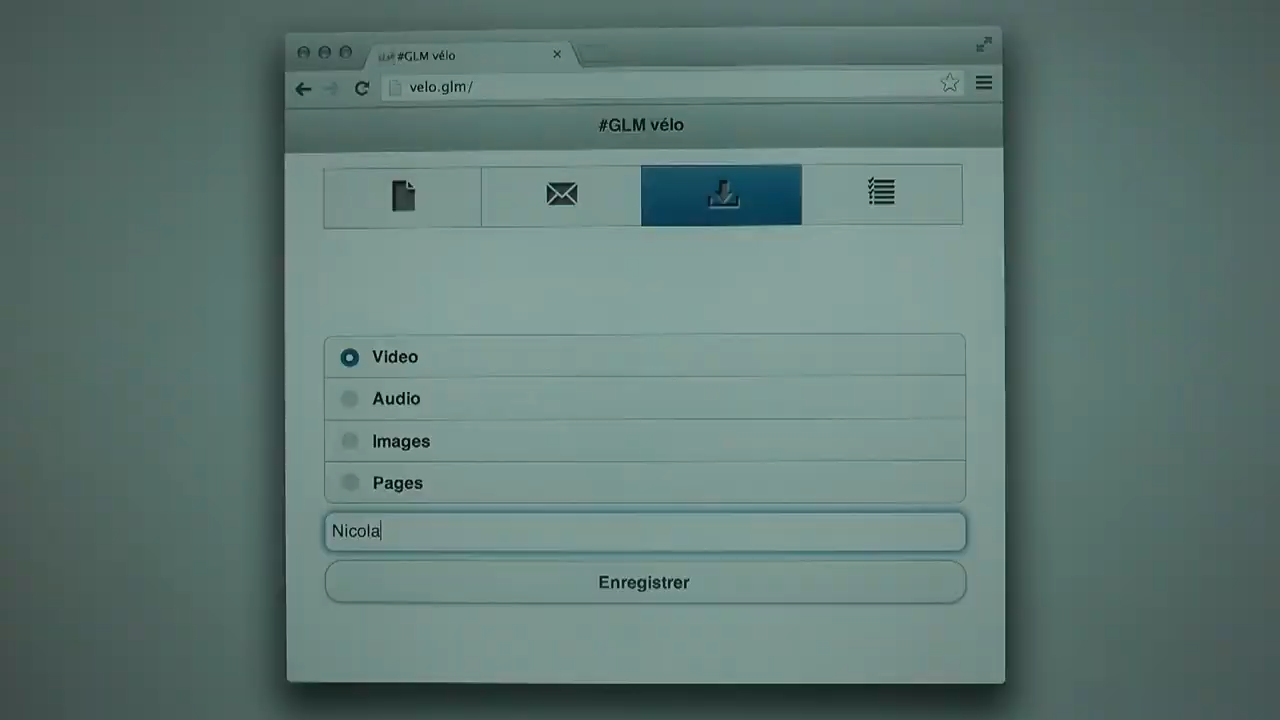 #GLM vélo
velo.glm/
#GLM vélo
Video
Audio
Images
Pages
Nicola
Enregistrer